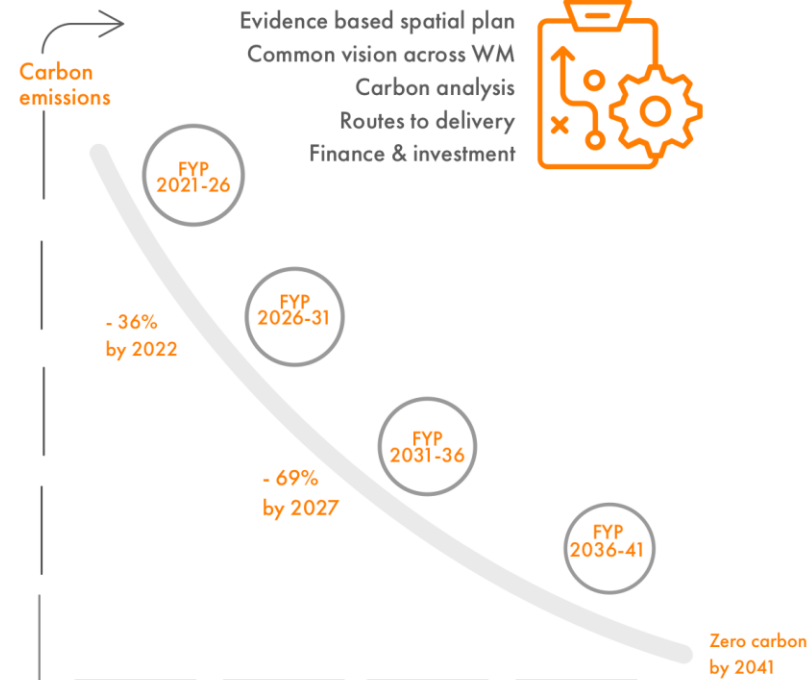 Evidence based spatial plan
Common vision across WM
Carbon analysis
Routes to delivery
Finance & investment
Carbon
emissions
FYP
2021-26
FYP
2026-31
- 36%
by 2022
FYP
2031-36
- 69%
by 2027
FYP
2036-41
Zero carbon
by 2041